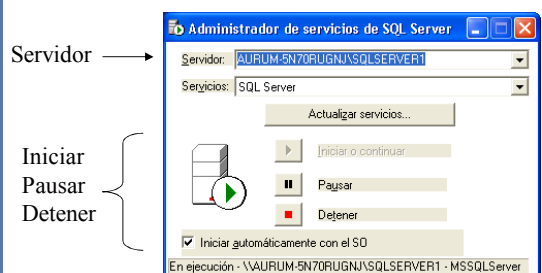 Administrador de servicios de SQL Server
Servidor
Servidor: AURUM-5N70RUGNJ\SQLSERVER1
Servicios: SQL Server
Actualizar servicios...
Iniciar
Pausar
Detener
Iniciar o continuar
Pausar
Detener
Iniciar automáticamente con el SO
En ejecución - \\AURUM-5N70RUGNJ\SQLSERVER1 - MSSQLServer